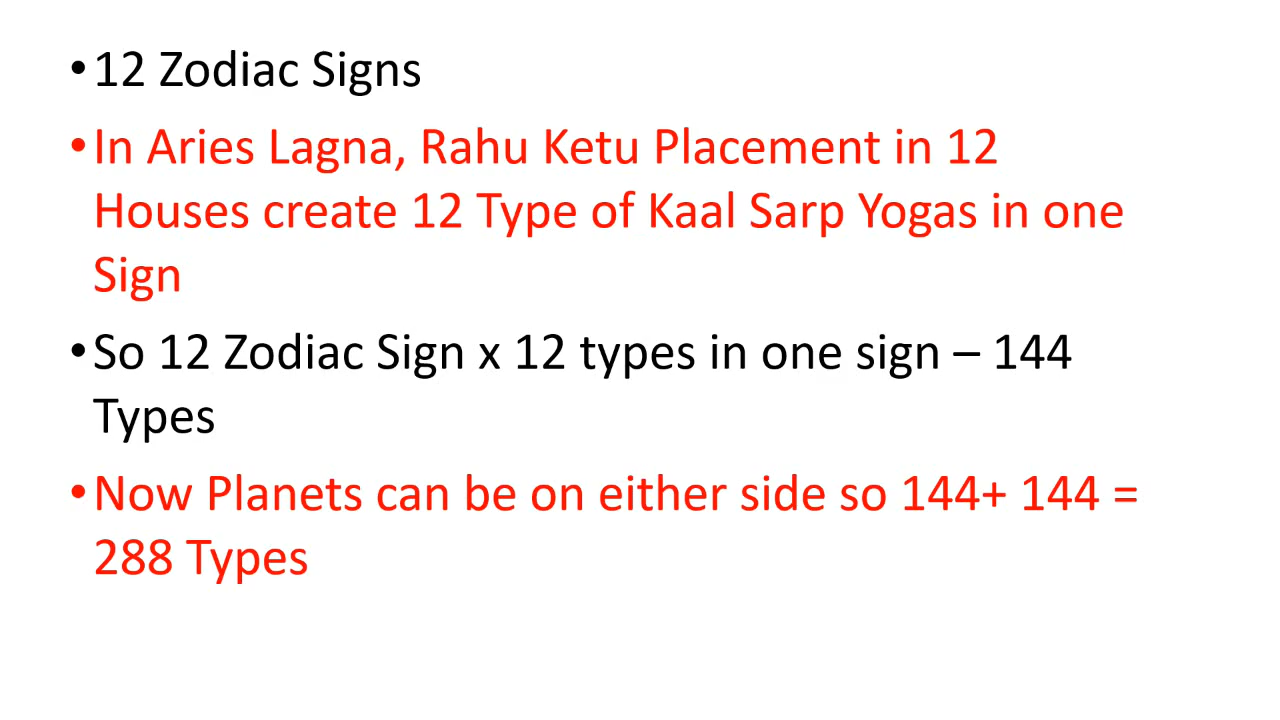 •12 Zodiac Signs
•In Aries Lagna, Rahu Ketu Placement in 12
Houses create 12 Type of Kaal Sarp Yogas in one
Sign
•So 12 Zodiac Sign x 12 types in one sign – 144
Types
•Now Planets can be on either side so 144+ 144 =
288 Types